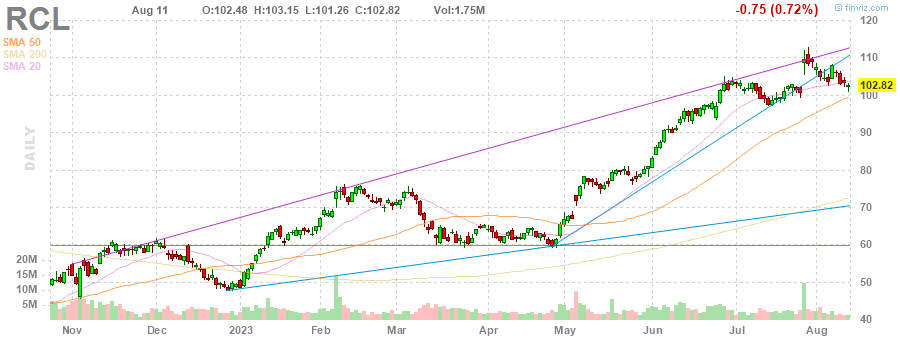 RCL Aug 11 O:102.48 H:103.15 L:101.26 C:102.82 Vol:1.75M -0.75 (0.72%) © finviz.com
SMA 50
SMA 200
SMA 20
DAILY
120
110
102.82
100
90
80
70
60
50
40
20M
15M
10M
5M
Nov Dec 2023 Feb Mar Apr May Jun Jul Aug